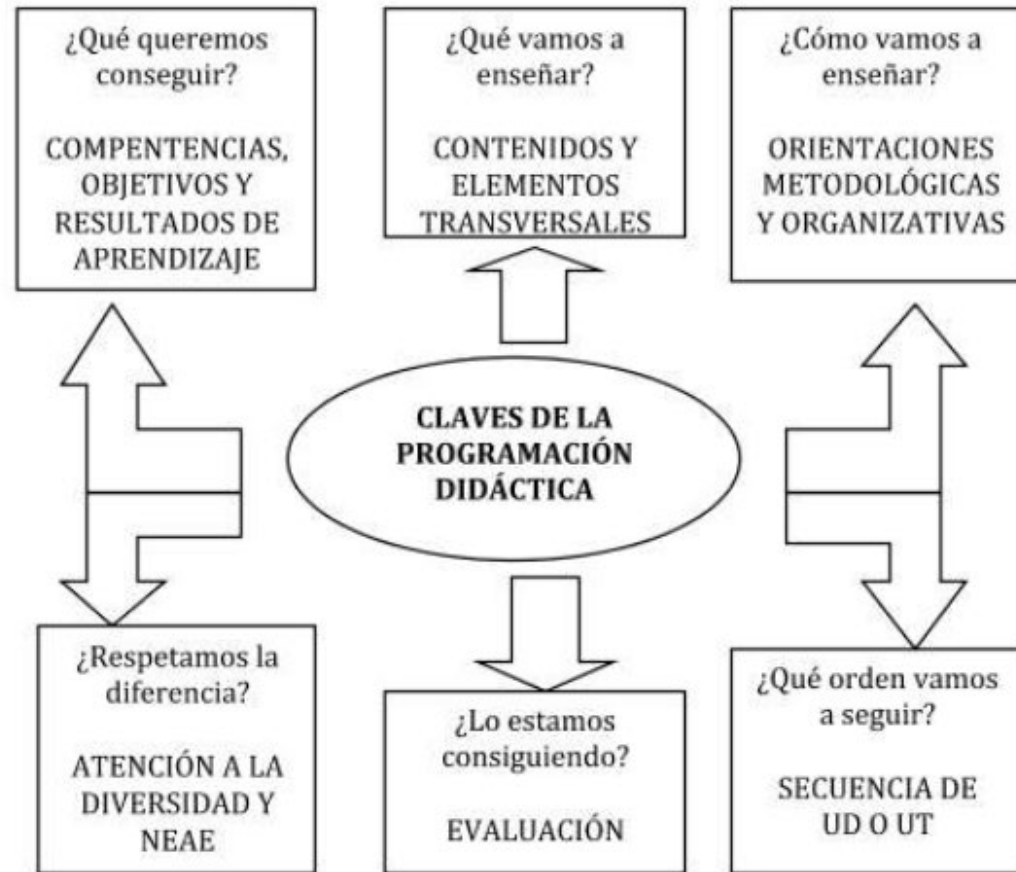 ¿Qué queremos
conseguir?
COMPENTENCIAS,
OBJETIVOS Y
RESULTADOS DE
APRENDIZAJE
¿Qué vamos a
enseñar?
CONTENIDOS Y
ELEMENTOS
TRANSVERSALES
¿Cómo vamos a
enseñar?
ORIENTACIONES
METODOLÓGICAS
Y ORGANIZATIVAS
CLAVES DE LA
PROGRAMACIÓN
DIDÁCTICA
¿Respetamos la
diferencia?
ATENCIÓN A LA
DIVERSIDAD Y
NEAE
¿Lo estamos
consiguiendo?
EVALUACIÓN
¿Qué orden vamos
a seguir?
SECUENCIA DE
UD O UT